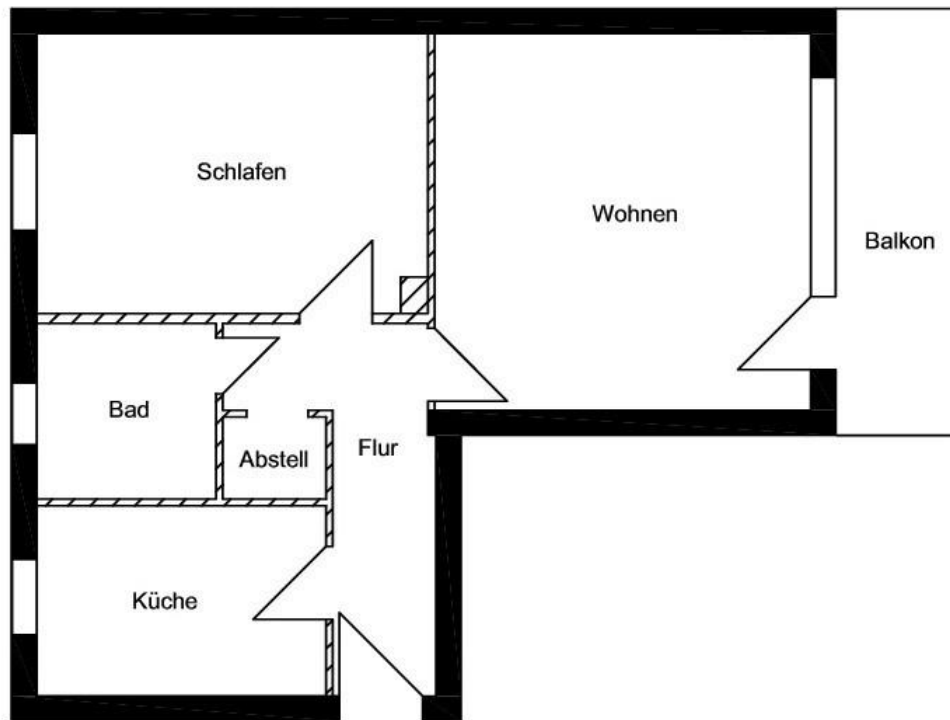 Schlafen
Wohnen
Balkon
Bad
Flur
Abstell
Küche